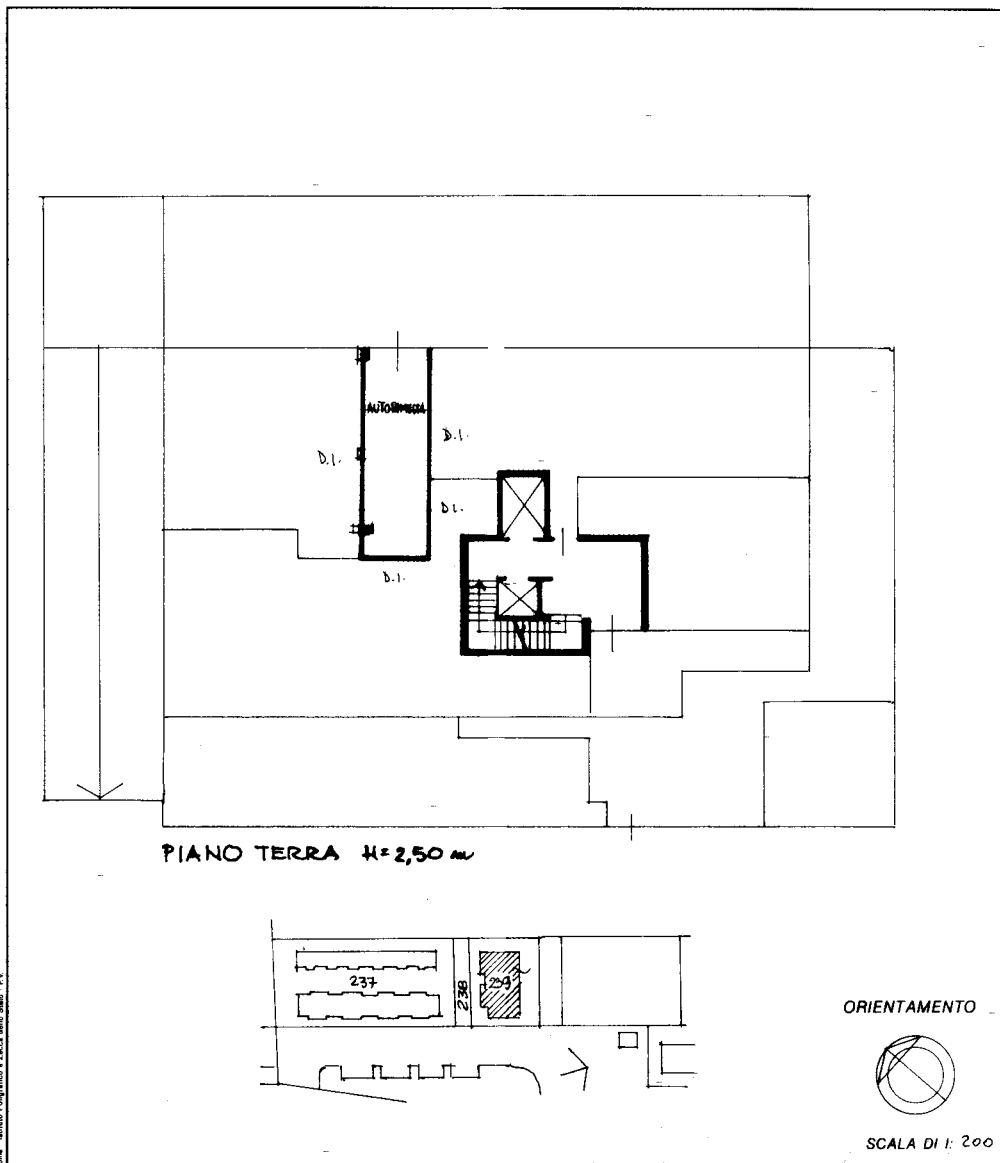 AUTORIMESSA
D.I.
D.I.
D.I.
D.I.
PIANO TERRA H=2,50 m
237
238
239
ORIENTAMENTO
SCALA DI 1: 200